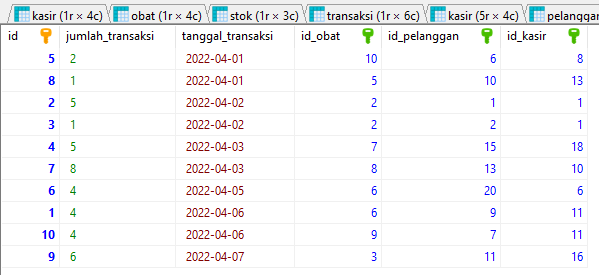 kasir (1r × 4c) obat (1r × 4c) stok (1r × 3c) transaksi (1r × 6c) kasir (5r × 4c) pelanggan
id jumlah_transaksi tanggal_transaksi id_obat id_pelanggan id_kasir
5 2 2022-04-01 10 6 8
8 1 2022-04-01 5 10 13
2 5 2022-04-02 2 1 1
3 1 2022-04-02 2 2 1
4 5 2022-04-03 7 15 18
7 8 2022-04-03 8 13 10
6 4 2022-04-05 6 20 6
1 4 2022-04-06 6 9 11
10 4 2022-04-06 9 7 11
9 6 2022-04-07 3 11 16